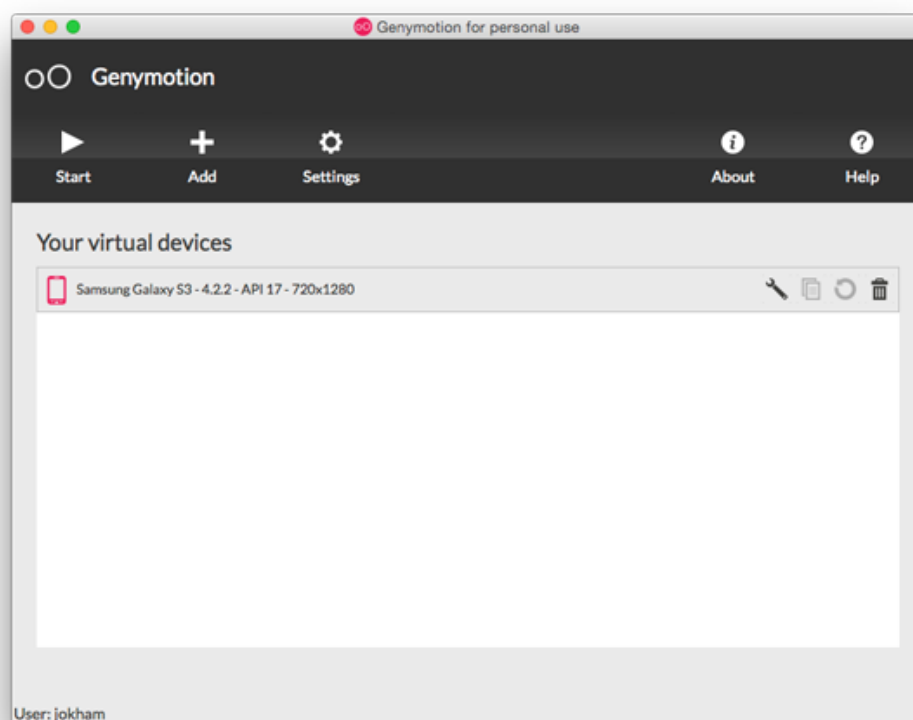 Genymotion for personal use
Genymotion
Start Add Settings About Help
Your virtual devices
Samsung Galaxy S3 - 4.2.2 - API 17 - 720x1280
User: jokham